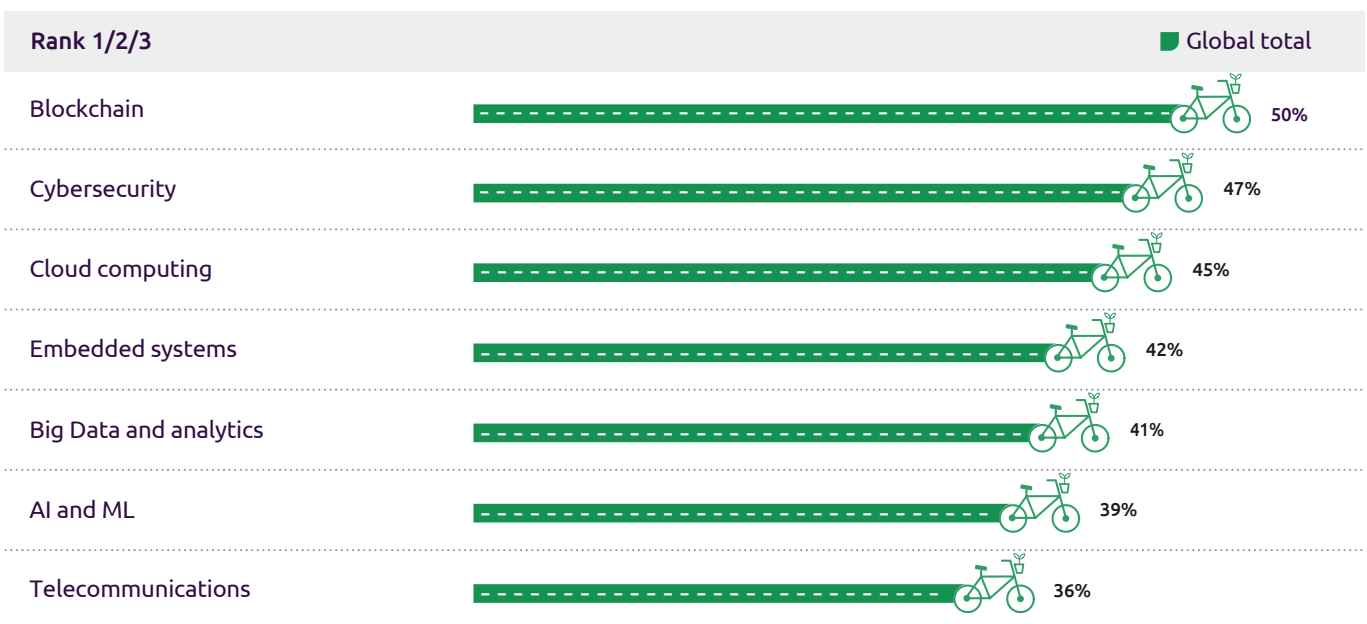 Rank 1/2/3
Global total
Blockchain
50%
Cybersecurity
47%
Cloud computing
45%
Embedded systems
42%
Big Data and analytics
41%
AI and ML
39%
Telecommunications
36%